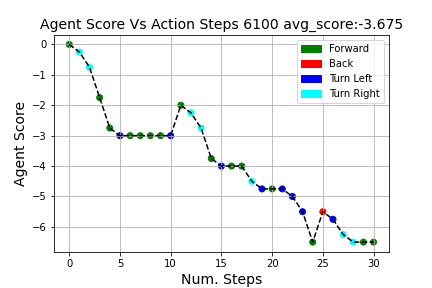 Agent Score Vs Action Steps 6100 avg_score:-3.675
Forward
Back
Turn Left
Turn Right
Agent Score
0
−1
−2
−3
−4
−5
−6
0 5 10 15 20 25 30
Num. Steps